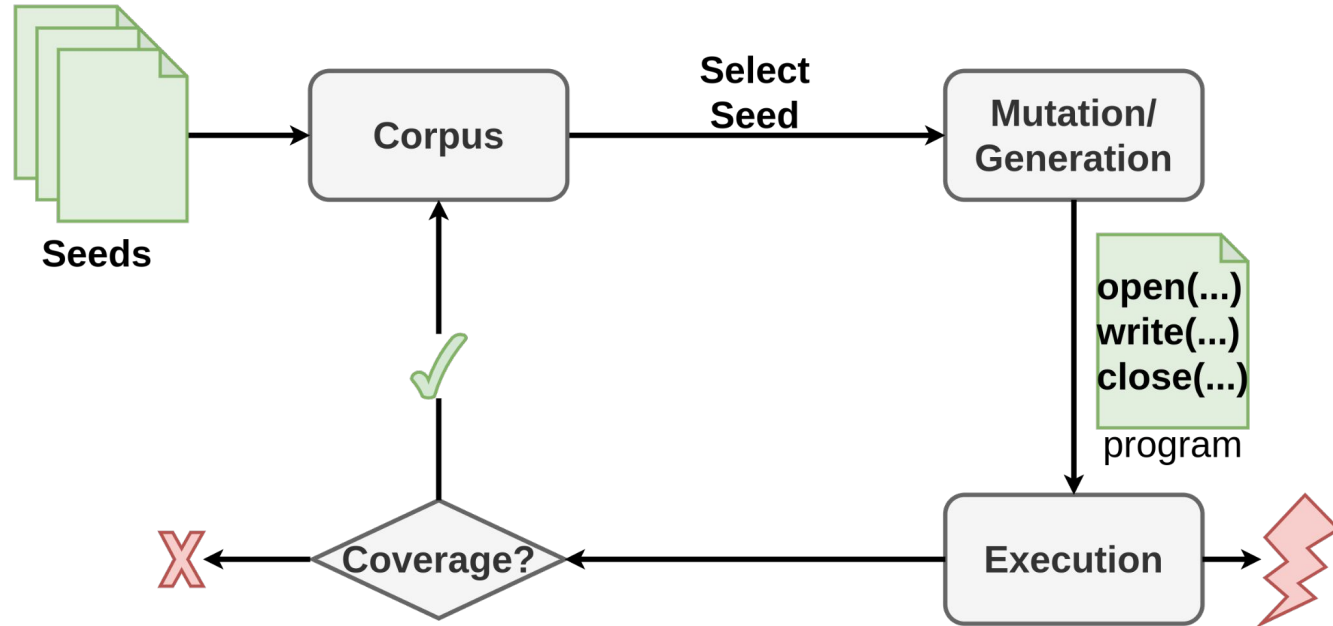 Select
Seed
Corpus
Mutation/
Generation
Seeds
open(...)
write(...)
close(...)
program
Coverage?
Execution